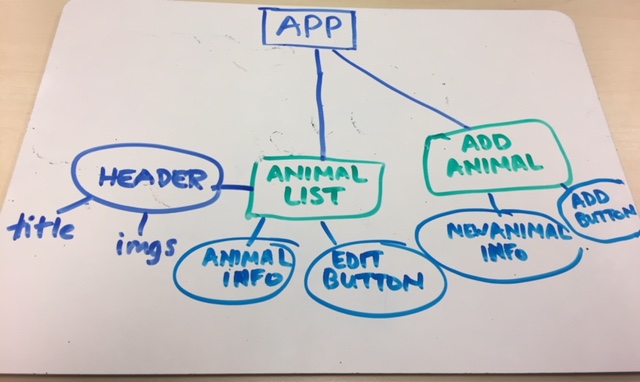 APP
HEADER
title
imgs
ANIMAL
LIST
ANIMAL
INFO
EDIT
BUTTON
ADD
ANIMAL
NEWANIMAL
INFO
ADD
BUTTON